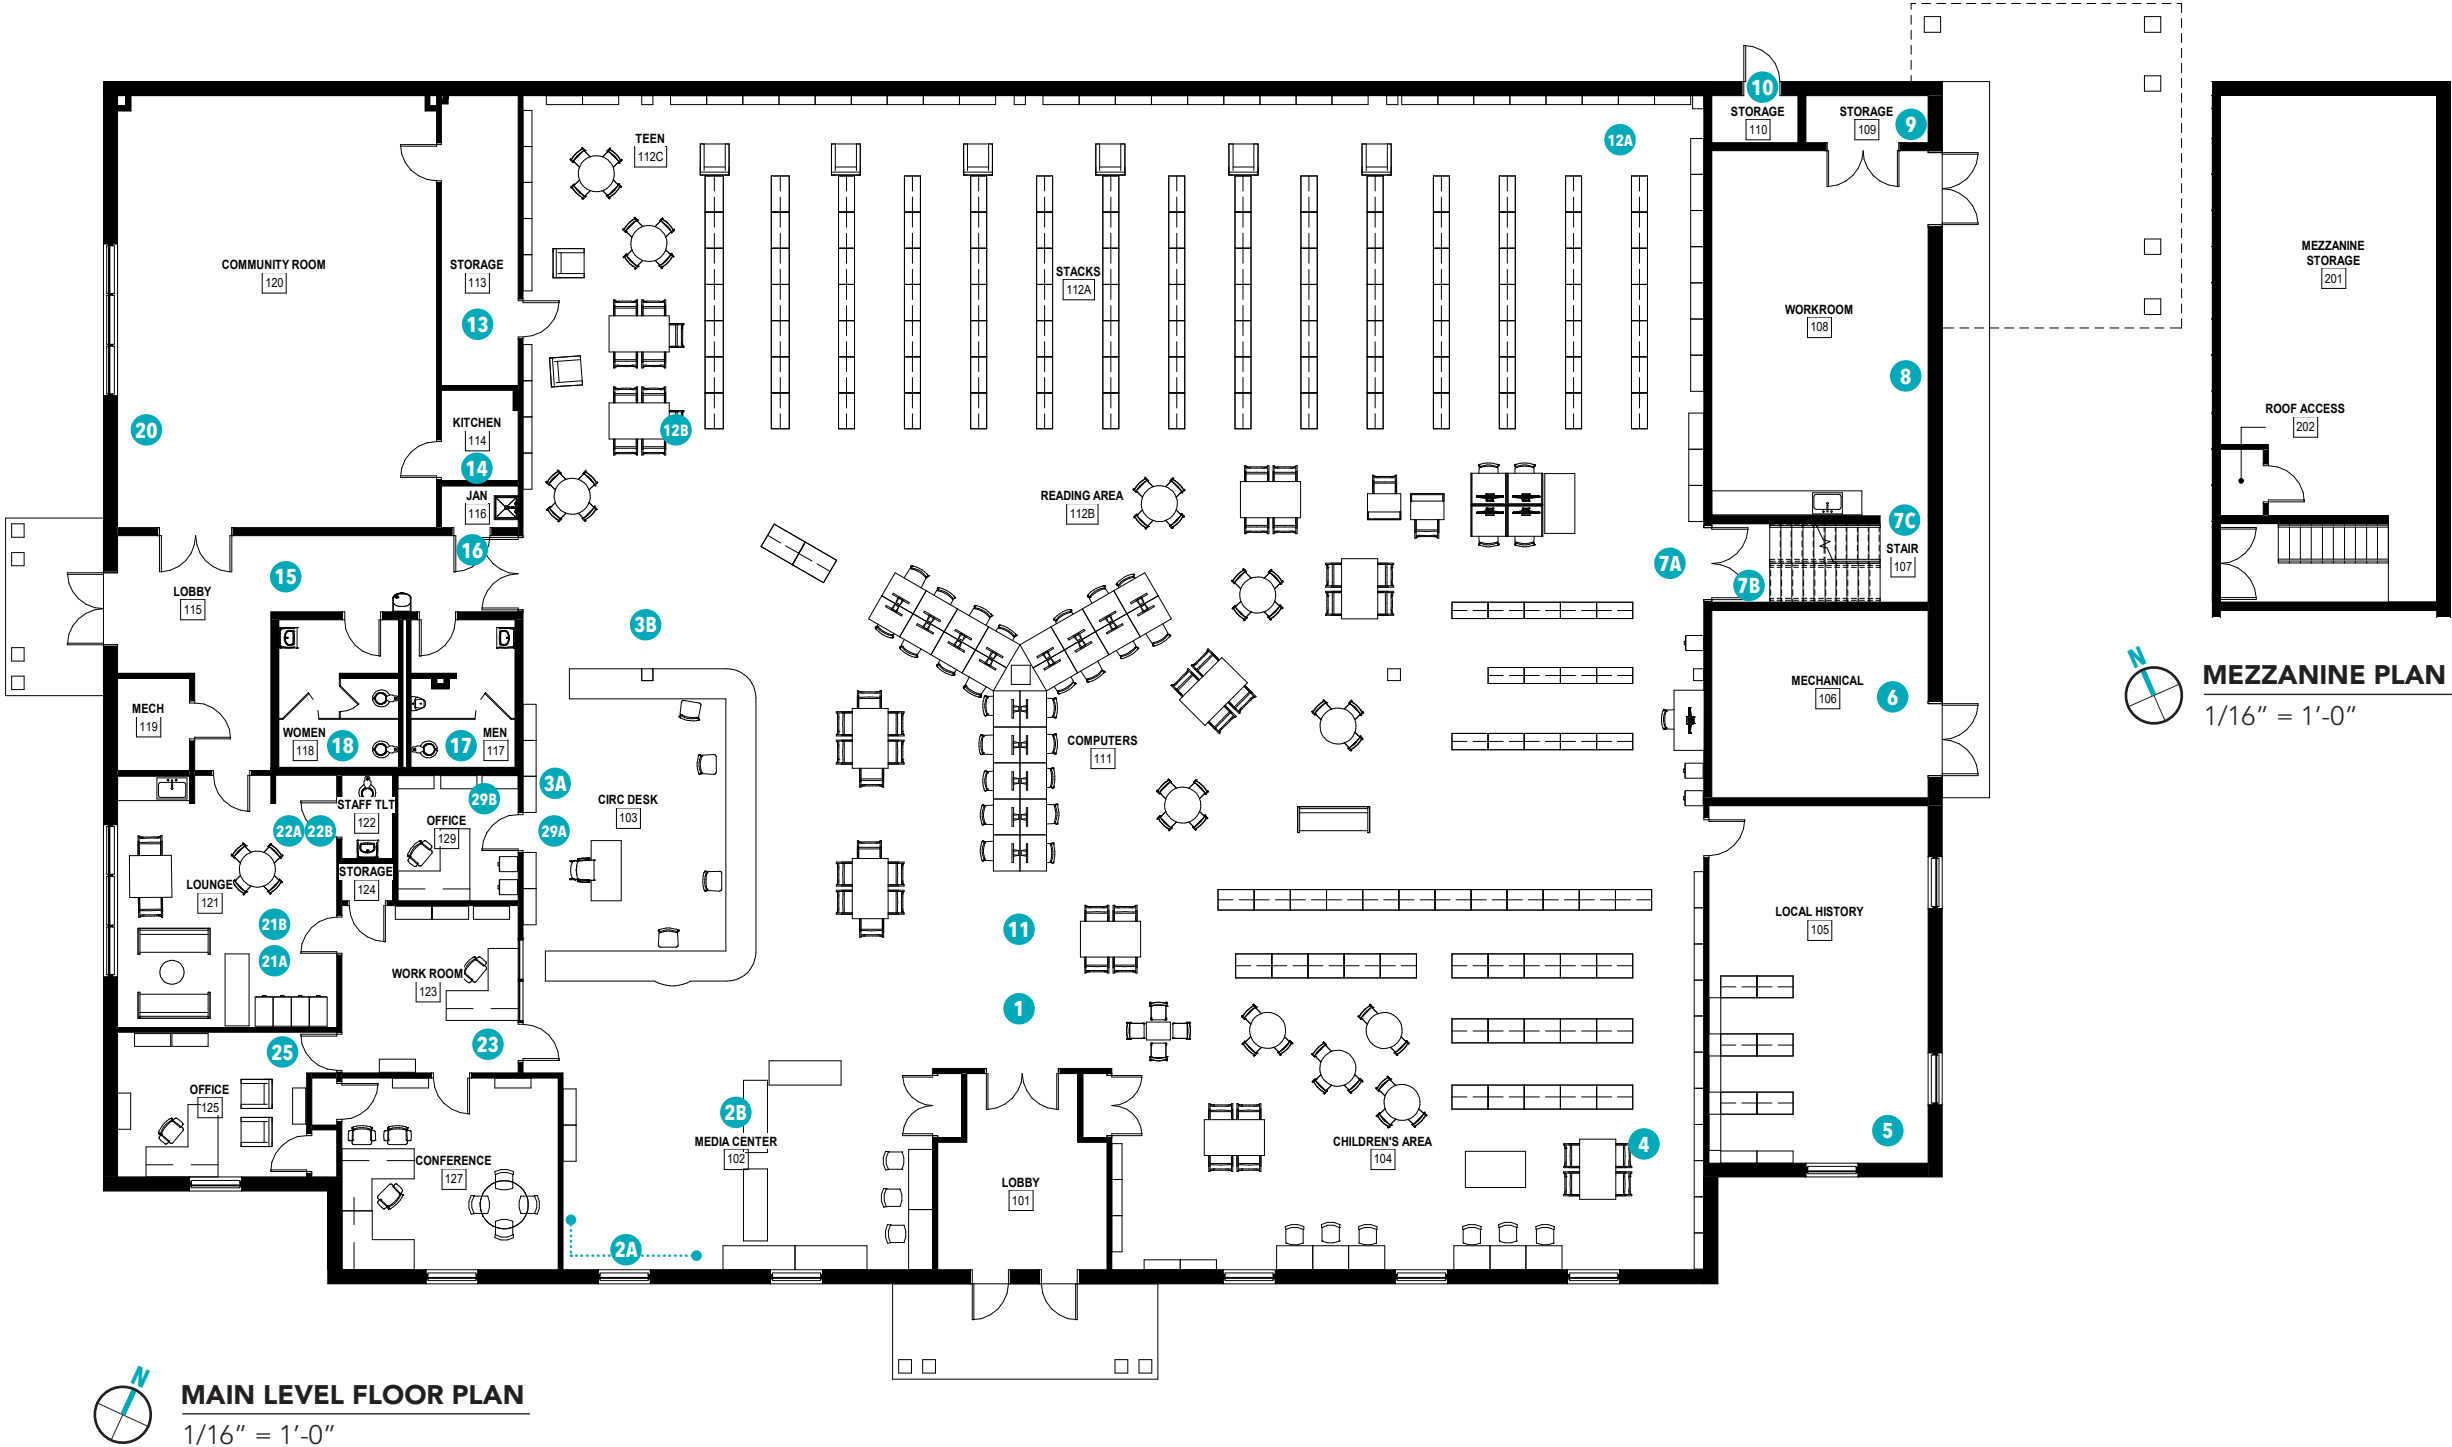 10
STORAGE
110
STORAGE
109
9
TEEN
112C
12A
COMMUNITY ROOM
120
STORAGE
113
13
STACKS
112A
WORKROOM
108
8
MEZZANINE
STORAGE
201
ROOF ACCESS
202
20
KITCHEN
114
14
12B
JAN
116
READING AREA
112B
7C
STAIR
107
16
15
LOBBY
115
7A
7B
3B
MECH
119
WOMEN
118
18
17
MEN
117
COMPUTERS
111
MECHANICAL
106
6
N
MEZZANINE PLAN
1/16” = 1’-0”
3A
29B
STAFF TLT
122
22A
22B
OFFICE
129
29A
CIRC DESK
103
STORAGE
124
LOUNGE
121
21B
21A
WORK ROOM
123
11
LOCAL HISTORY
105
1
23
25
OFFICE
125
2B
MEDIA CENTER
102
CHILDREN'S AREA
104
4
5
CONFERENCE
127
LOBBY
101
2A
N
MAIN LEVEL FLOOR PLAN
1/16” = 1’-0”